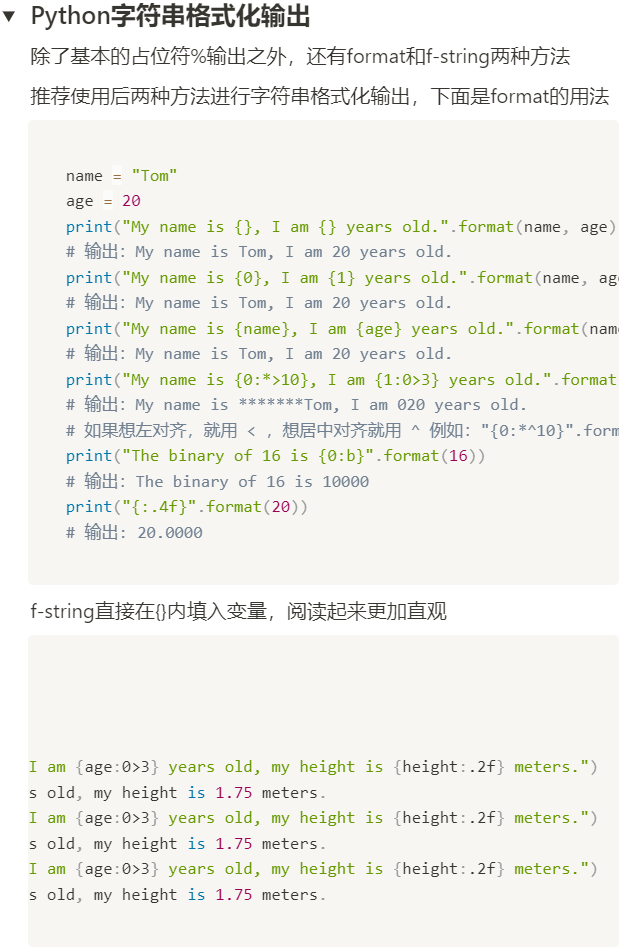 Python字符串格式化输出
除了基本的占位符%输出之外，还有format和f-string两种方法
推荐使用后两种方法进行字符串格式化输出，下面是format的用法
name = "Tom"
age = 20
print("My name is {}, I am {} years old.".format(name, age)
# 输出：My name is Tom, I am 20 years old.
print("My name is {0}, I am {1} years old.".format(name, ag
# 输出：My name is Tom, I am 20 years old.
print("My name is {name}, I am {age} years old.".format(nam
# 输出：My name is Tom, I am 20 years old.
print("My name is {0:*>10}, I am {1:0>3} years old.".format
# 输出：My name is *******Tom, I am 020 years old.
# 如果想左对齐，就用 < ，想居中对齐就用 ^ 例如："{0:*^10}".form
print("The binary of 16 is {0:b}".format(16))
# 输出：The binary of 16 is 10000
print("{:.4f}".format(20))
# 输出: 20.0000
f-string直接在{}内填入变量，阅读起来更加直观
I am {age:0>3} years old, my height is {height:.2f} meters.")
s old, my height is 1.75 meters.
I am {age:0>3} years old, my height is {height:.2f} meters.")
s old, my height is 1.75 meters.
I am {age:0>3} years old, my height is {height:.2f} meters.")
s old, my height is 1.75 meters.